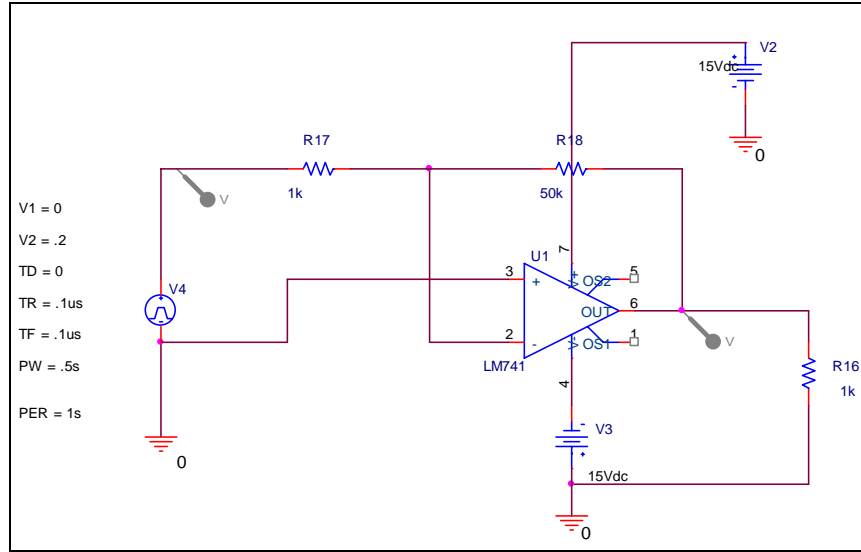 V2
15Vdc
0
R17
1k
R18
50k
V
V1 = 0
V2 = .2
TD = 0
TR = .1us
TF = .1us
PW = .5s
PER = 1s
V4
0
U1
7
3
+
V+
OS2
5
OUT
6
2
-
V-
OS1
1
LM741
4
V
R16
1k
V3
15Vdc
0